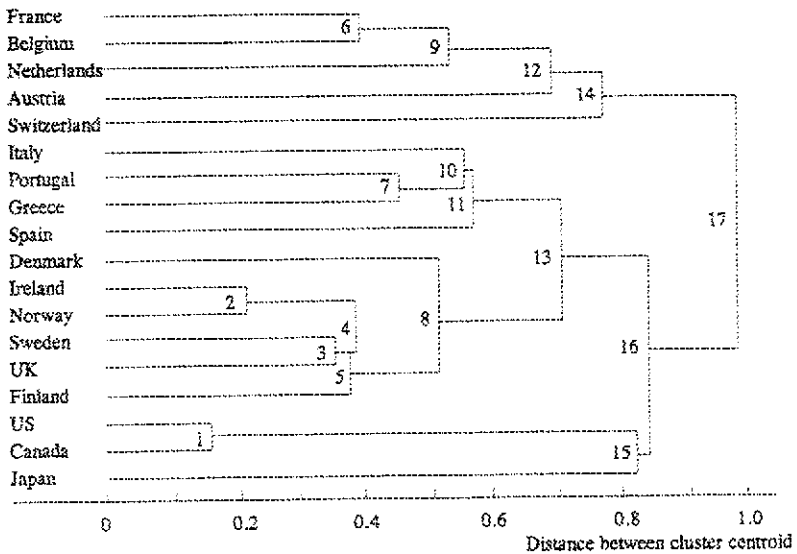 France
6
Belgium
9
Netherlands
12
Austria
14
Switzerland
Italy
10
Portugal
7
Greece
11
17
Spain
13
Denmark
Ireland
2
Norway
4
8
Sweden
3
16
UK
5
Finland
US
1
Canada
15
Japan
0 0.2 0.4 0.6 0.8 1.0
Distance between cluster centroid